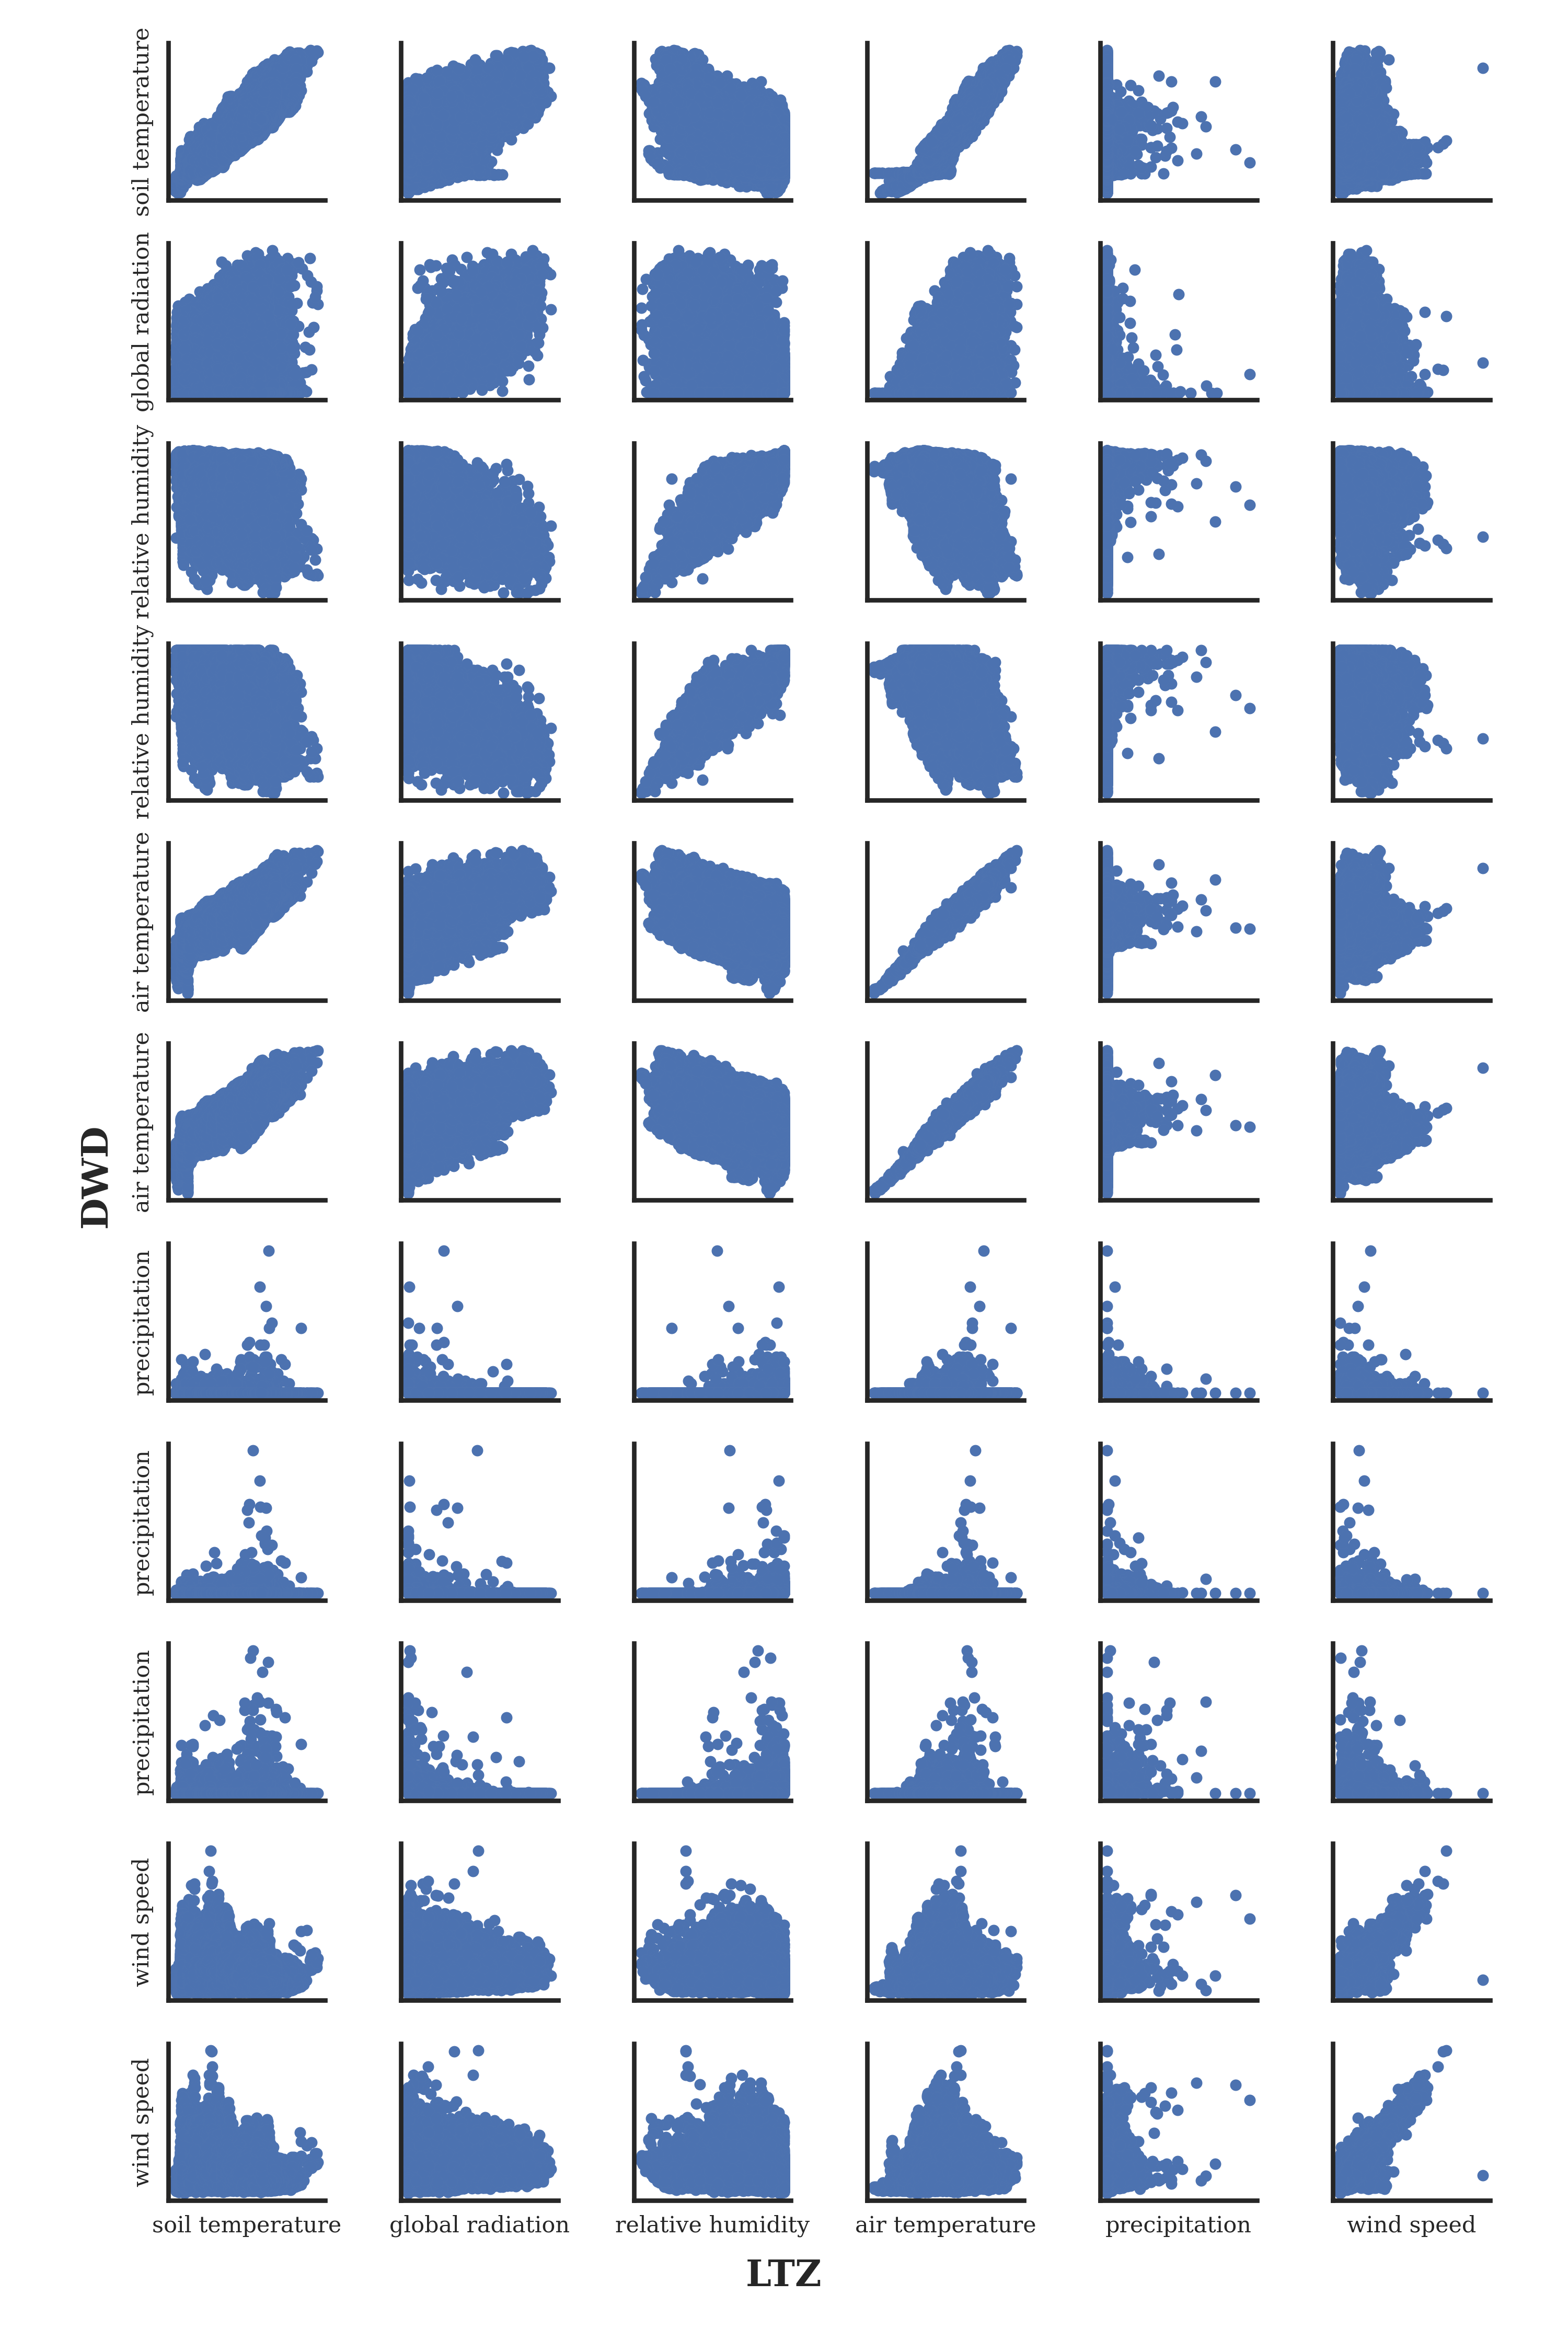 soil temperature
global radiation
relative humidity
relative humidity
air temperature
air temperature
precipitation
precipitation
precipitation
wind speed
wind speed
DWD
soil temperature
global radiation
relative humidity
air temperature
precipitation
wind speed
LTZ